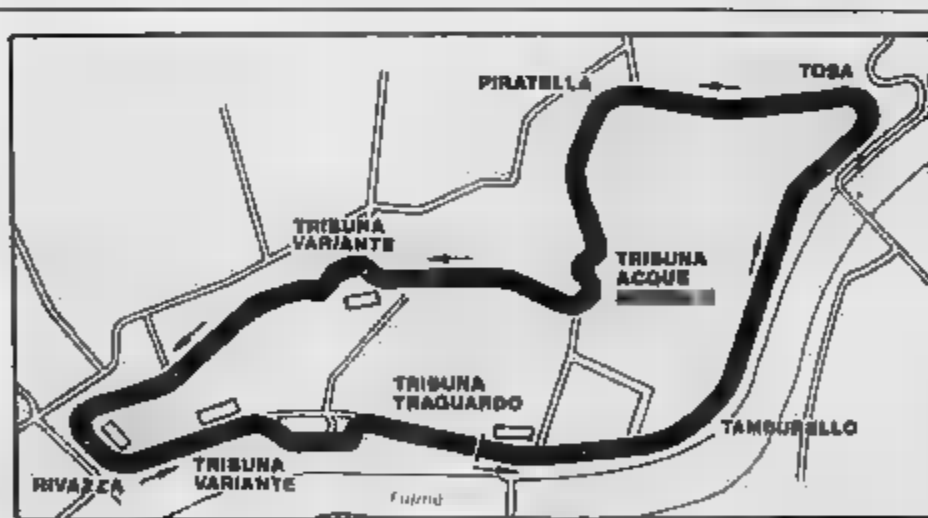 PIRATELLA
TOSA
TRIBUNA
VARIANTE
TRIBUNA
ACQUE
TRIBUNA
TRAGUARDO
TAMBURELLO
RIVAZZA
TRIBUNA
VARIANTE